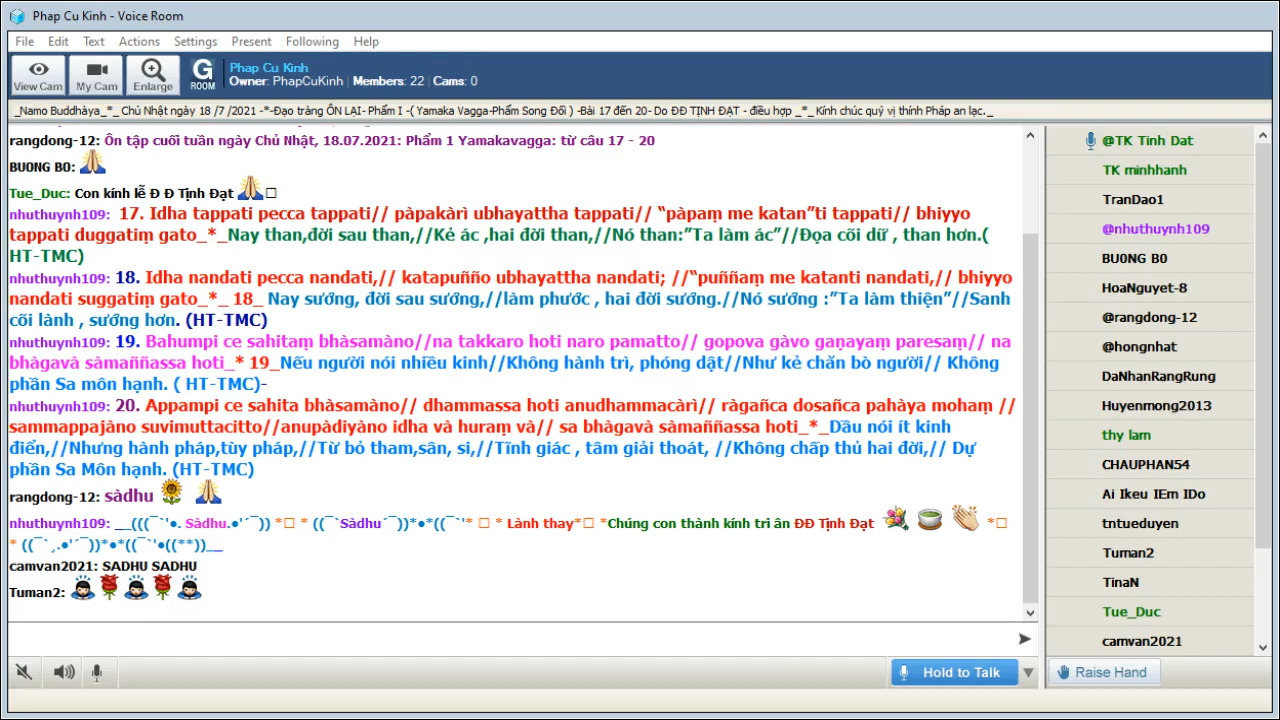 Phap Cu Kinh - Voice Room
File Edit Text Actions Settings Present Following Help
View Cam
My Cam
Enlarge
G ROOM
Phap Cu Kinh
Owner: PhapCuKinh | Members: 22 | Cams: 0
_Namo Buddhàya_*_ Chủ Nhật ngày 18 /7 /2021 -*-Đạo tràng ÔN LẠI- Phẩm I -( Yamaka Vagga-Phẩm Song Đối ) -Bài 17 đến 20- Do ĐĐ TỊNH ĐẠT - điều hợp _*_ Kính chúc quý vị thính Pháp an lạc._
rangdong-12: Ôn tập cuối tuần ngày Chủ Nhật, 18.07.2021: Phẩm 1 Yamakavagga: từ câu 17 - 20
BU0NG B0:
Tue_Duc: Con kính lễ Đ Đ Tịnh Đạt
nhuthuynh109: 17. Idha tappati pecca tappati// pàpakàrì ubhayattha tappati// “pàpaṃ me katan”ti tappati// bhiyyo
tappati duggatiṃ gato_*_Nay than,đời sau than,//Kẻ ác ,hai đời than,//Nó than:”Ta làm ác”//Đọa cõi dữ , than hơn.(
HT-TMC)
nhuthuynh109: 18. Idha nandati pecca nandati,// katapuñño ubhayattha nandati; //“puññaṃ me katanti nandati,// bhiyyo
nandati suggatiṃ gato_*_ 18_ Nay sướng, đời sau sướng,//làm phước , hai đời sướng.//Nó sướng :”Ta làm thiện”//Sanh
cõi lành , sướng hơn. (HT-TMC)
nhuthuynh109: 19. Bahumpi ce sahitaṃ bhàsamàno//na takkaro hoti naro pamatto// gopova gàvo gaṇayaṃ paresaṃ// na
bhàgavà sàmaññassa hoti_* 19_Nếu người nói nhiều kinh//Không hành trì, phóng dật//Như kẻ chăn bò người// Không
phần Sa môn hạnh. ( HT-TMC)-
nhuthuynh109: 20. Appampi ce sahita bhàsamàno// dhammassa hoti anudhammacàrì// ràgañca dosañca pahàya mohaṃ //
sammappajàno suvimuttacitto//anupàdiyàno idha và huraṃ và// sa bhàgavà sàmaññassa hoti_*_Dầu nói ít kinh
điển,//Nhưng hành pháp,tùy pháp,//Từ bỏ tham,sân, si,//Tĩnh giác , tâm giải thoát, //Không chấp thủ hai đời,// Dự
phần Sa Môn hạnh. (HT-TMC)
rangdong-12: sàdhu
nhuthuynh109: __(((¯`'•. Sàdhu.•'´¯)) *□ * ((¯`Sàdhu´¯))*•*((¯`'* □ * Lành thay*□ *Chúng con thành kính tri ân ĐĐ Tịnh Đạt *□
* ((¯`¸.•'´¯))*•*((¯`'•((**))__
camvan2021: SADHU SADHU
Tuman2:
@TK Tinh Dat
TK minhhanh
TranDao1
@nhuthuynh109
BU0NG B0
HoaNguyet-8
@rangdong-12
@hongnhat
DaNhanRangRung
Huyenmong2013
thy lam
CHAUPHAN54
Ai Ikeu IEm IDo
tntueduyen
Tuman2
TinaN
Tue_Duc
camvan2021
Hold to Talk
Raise Hand